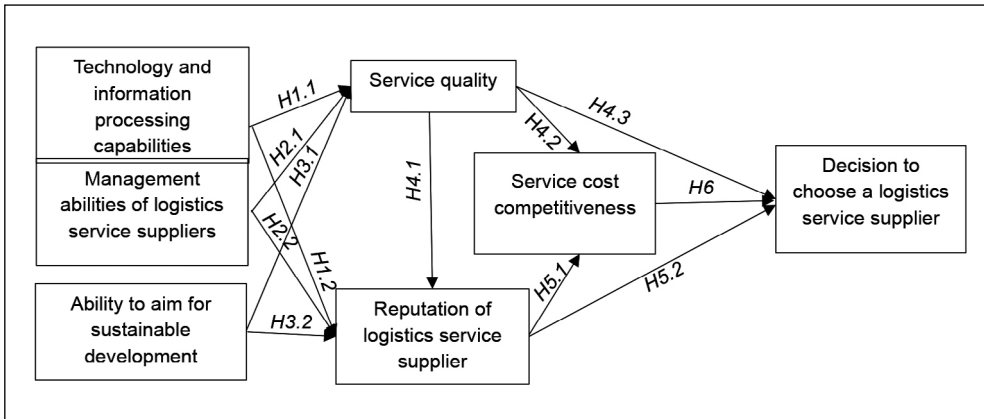 Technology and
information
processing
capabilities
Management
abilities of logistics
service suppliers
Ability to aim for
sustainable
development
H1.1
H2.1
H3.1
H2.2
H1.2
H3.2
Service quality
H4.1
Reputation of
logistics service
supplier
H4.3
H4.2
Service cost
competitiveness
H6
H5.1
H5.2
Decision to
choose a logistics
service supplier